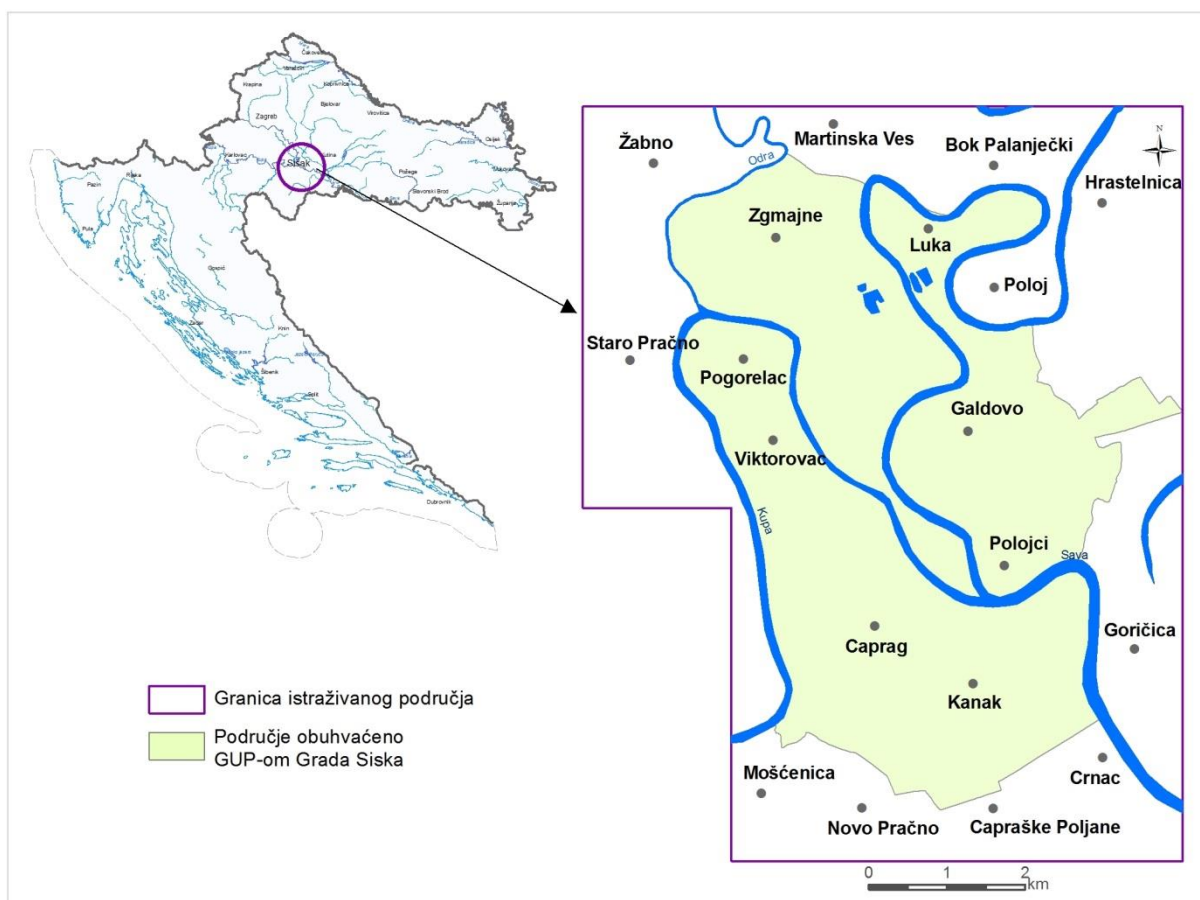 Čakovec
Varaždin
Krapina
Koprivnica
Bjelovar
Virovitica
Zagreb
Osijek
Karlovac
Sisak
Požega
Slavonski Brod
Vukovar
Županja
Pazin
Rijeka
Pula
Gospić
Zadar
Knin
Šibenik
Split
Dubrovnik
Granica istraživanog područja
Područje obuhvaćeno
GUP-om Grada Siska
N
Martinska Ves
Žabno
Odra
Bok Palanječki
Hrastelnica
Zgmajne
Luka
Poloj
Staro Pračno
Pogorelac
Galdovo
Viktorovac
Kupa
Polojci
Sava
Goričica
Caprag
Kanak
Mošćenica
Crnac
Novo Pračno
Capraške Poljane
0 1 2
km